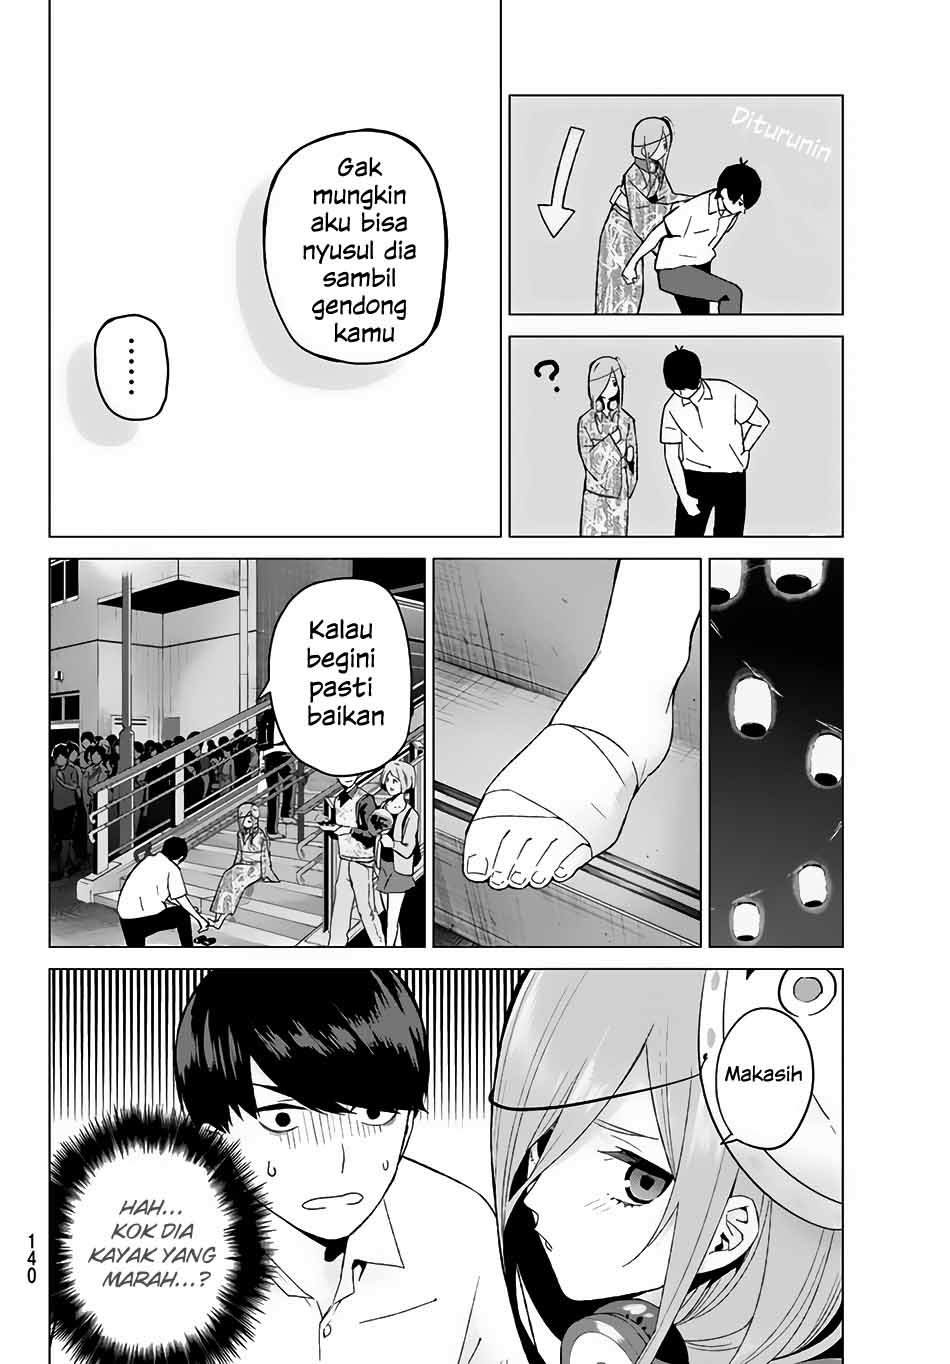 Diturunin
?
Gak
mungkin
aku bisa
nyusul dia
sambil
gendong
kamu
......
Kalau
begini
pasti
baikan
Makasih
HAH...
KOK DIA
KAYAK YANG
MARAH...?
140